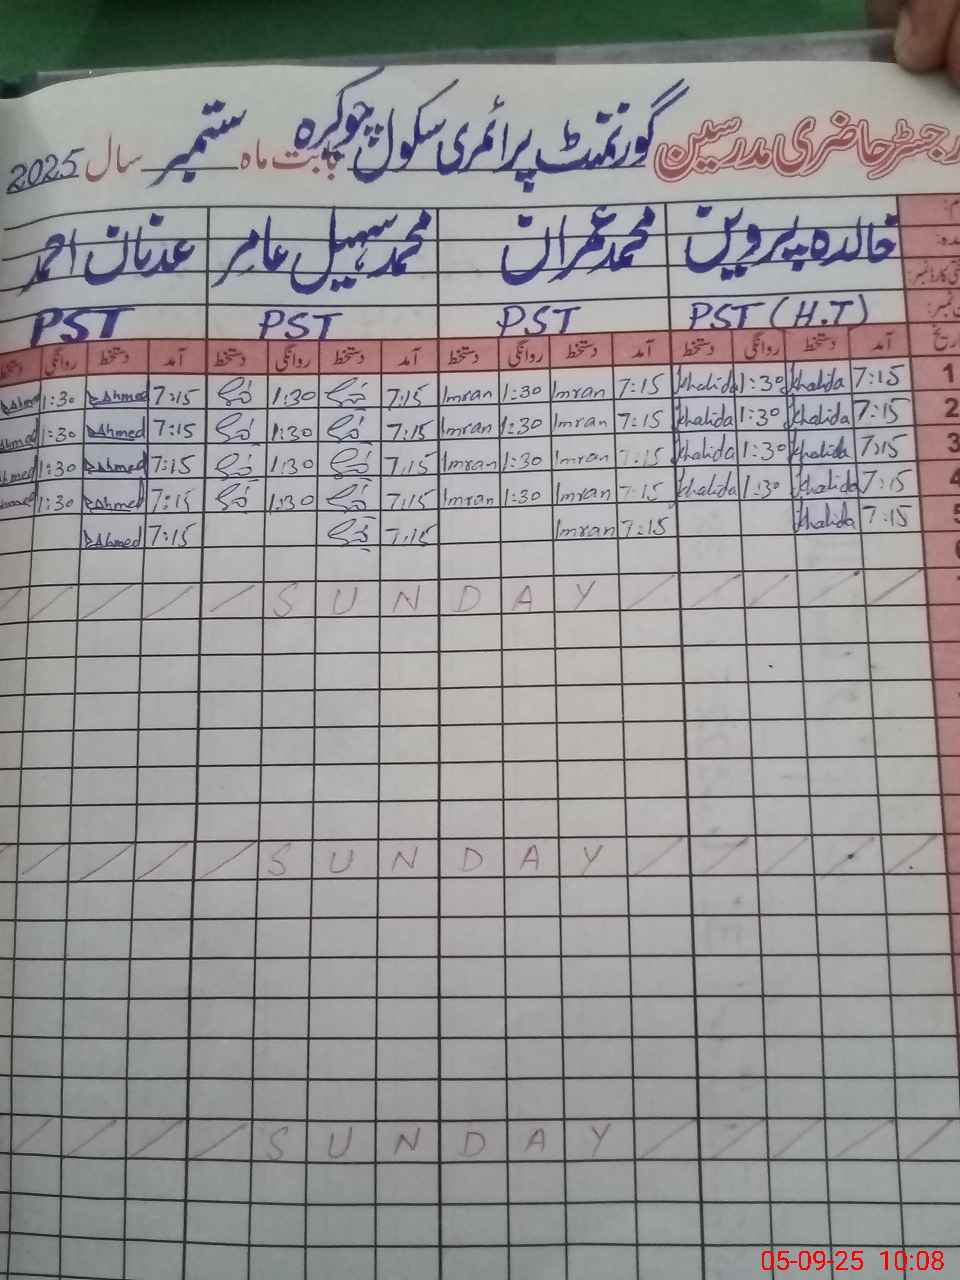 رجسٹر حاضری مدرسین گورنمنٹ پرائمری سکول چوکیرہ بابت ماہ ستمبر سال 2025
خالدہ پروین محمد عمران محمد سہیل عامر عدنان احمد
PST (H.T) PST PST PST
تاریخ آمد دستخط روانگی دستخط آمد دستخط روانگی دستخط آمد دستخط روانگی دستخط آمد دستخط روانگی دستخط
1 7:15 Khalida 1:30 Khalida 7:15 Imran 1:30 Imran 7:15 1:30 7:15 Ahmed 1:30
2 7:15 Khalida 1:30 Khalida 7:15 Imran 1:30 Imran 7:15 1:30 7:15 Ahmed 1:30
3 7:15 Khalida 1:30 Khalida 7:15 Imran 1:30 Imran 7:15 1:30 7:15 Ahmed 1:30
4 7:15 Khalida 1:30 Khalida 7:15 Imran 1:30 Imran 7:15 1:30 7:15 Ahmed 1:30
5 7:15 Khalida 7:15 Imran 7:15 7:15 Ahmed
6
SUNDAY
SUNDAY
SUNDAY
05-09-25 10:08